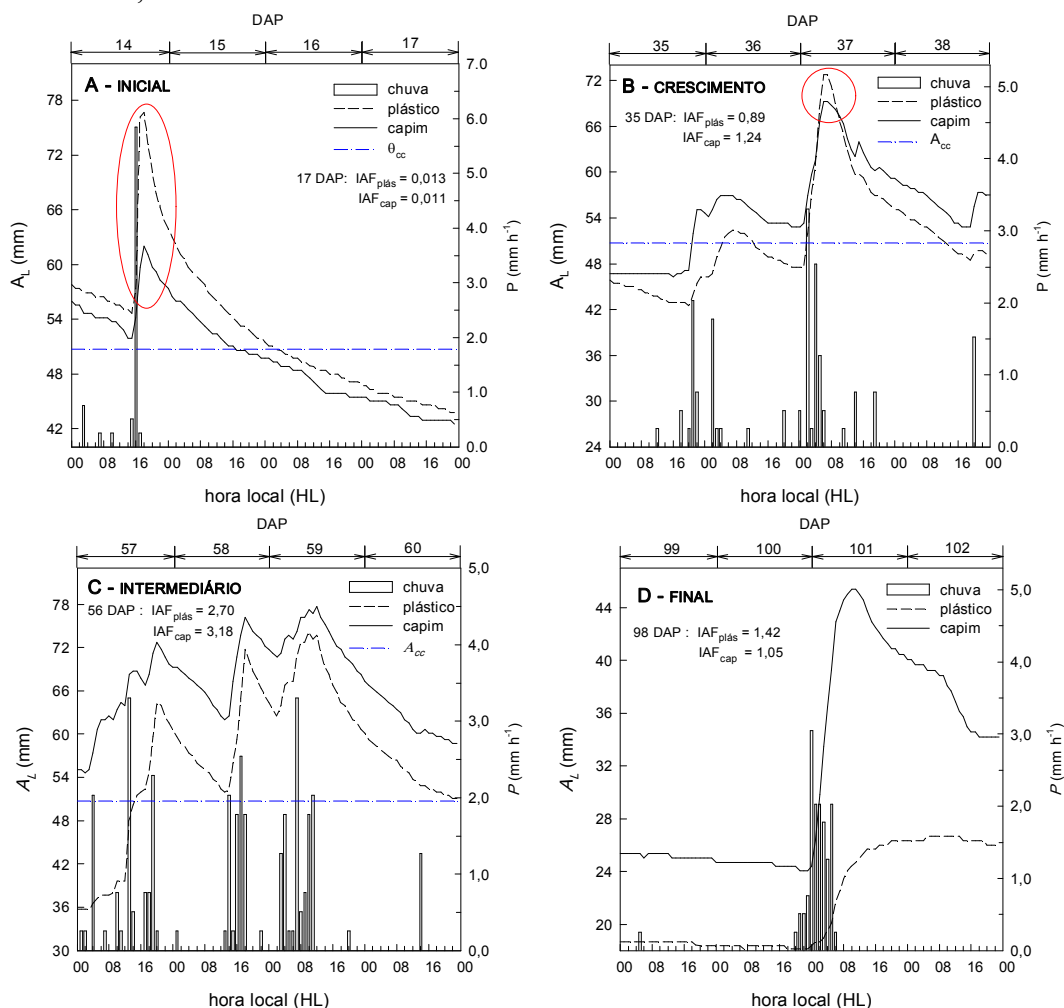 DAP
14 15 16 17
A - INICIAL
chuva
plástico
capim
θcc
17 DAP: IAFplás = 0,013
IAFcap = 0,011
78
72
66
60
54
48
42
AL (mm)
7.0
6.0
5.0
4.0
3.0
2.0
1.0
0.0
P (mm h-1)
00 08 16 00 08 16 00 08 16 00 08 16 00
hora local (HL)
DAP
35 36 37 38
B - CRESCIMENTO
chuva
plástico
capim
Acc
35 DAP: IAFplás = 0,89
IAFcap = 1,24
72
66
60
54
48
42
36
30
24
AL (mm)
5.0
4.0
3.0
2.0
1.0
0.0
P (mm h-1)
00 08 16 00 08 16 00 08 16 00 08 16 00
hora local (HL)
DAP
57 58 59 60
C - INTERMEDIÁRIO
chuva
plástico
capim
Acc
56 DAP : IAFplás = 2,70
IAFcap = 3,18
78
72
66
60
54
48
42
36
30
AL (mm)
5,0
4,0
3,0
2,0
1,0
0,0
P (mm h-1)
00 08 16 00 08 16 00 08 16 00 08 16 00
hora local (HL)
DAP
99 100 101 102
D - FINAL
chuva
plástico
capim
98 DAP : IAFplás = 1,42
IAFcap = 1,05
44
40
36
32
28
24
20
AL (mm)
5,0
4,0
3,0
2,0
1,0
0,0
P (mm h-1)
00 08 16 00 08 16 00 08 16 00 08 16 00
hora local (HL)